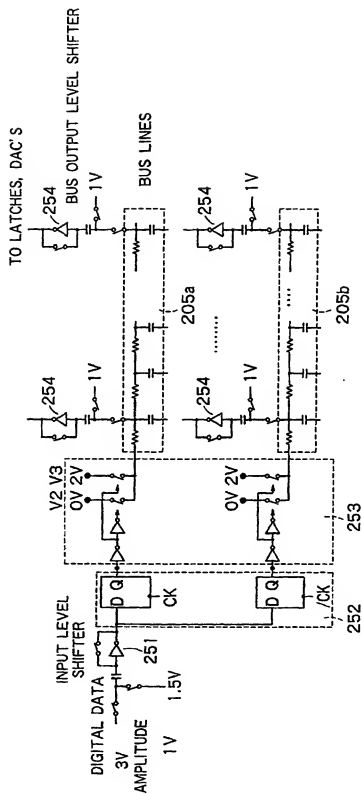 TO LATCHES, DAC'S
BUS OUTPUT LEVEL SHIFTER
254
1V
BUS LINES
254
1V
205a
254
1V
254
1V
205b
V2 V3
0V 2V
0V 2V
253
INPUT LEVEL
SHIFTER
251
D Q
CK
D Q
/CK
252
DIGITAL DATA
3V
AMPLITUDE
1V
1.5V